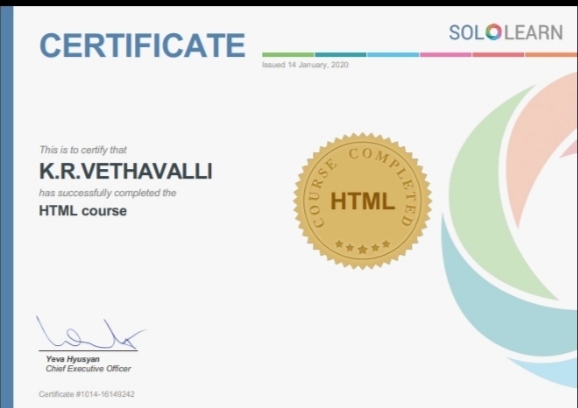 CERTIFICATE
SOLOLEARN
Issued 14 January, 2020
This is to certify that
K.R.VETHAVALLI
has successfully completed the
HTML course
COURSE COMPLETED
HTML
Yeva Hyusyan
Chief Executive Officer
Certificate #1014-16149242